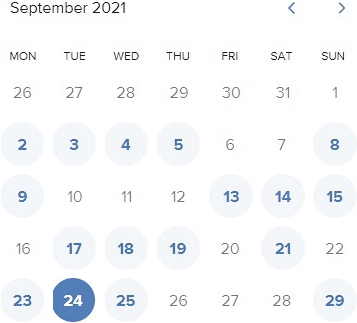 September 2021
MON TUE WED THU FRI SAT SUN
26 27 28 29 30 31 1
2 3 4 5 6 7 8
9 10 11 12 13 14 15
16 17 18 19 20 21 22
23 24 25 26 27 28 29